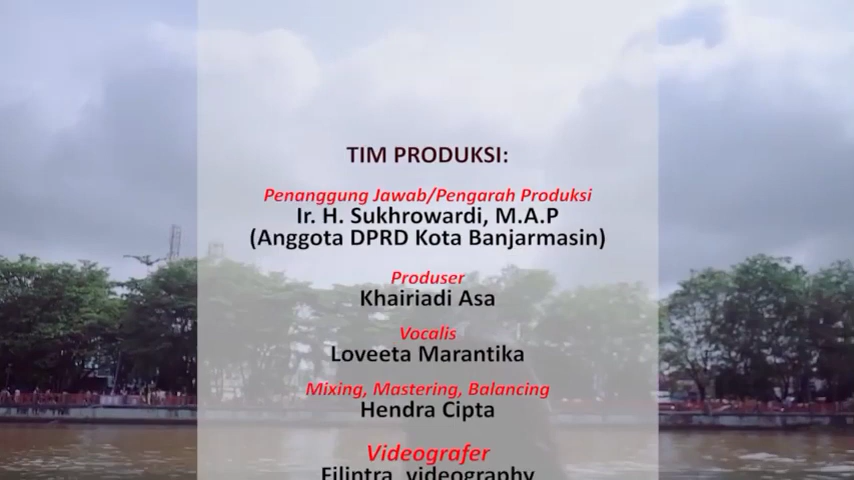 TIM PRODUKSI:
Penanggung Jawab/Pengarah Produksi
Ir. H. Sukhrowardi, M.A.P
(Anggota DPRD Kota Banjarmasin)
Produser
Khairiadi Asa
Vocalis
Loveeta Marantika
Mixing, Mastering, Balancing
Hendra Cipta
Videografer
Filintra_videography